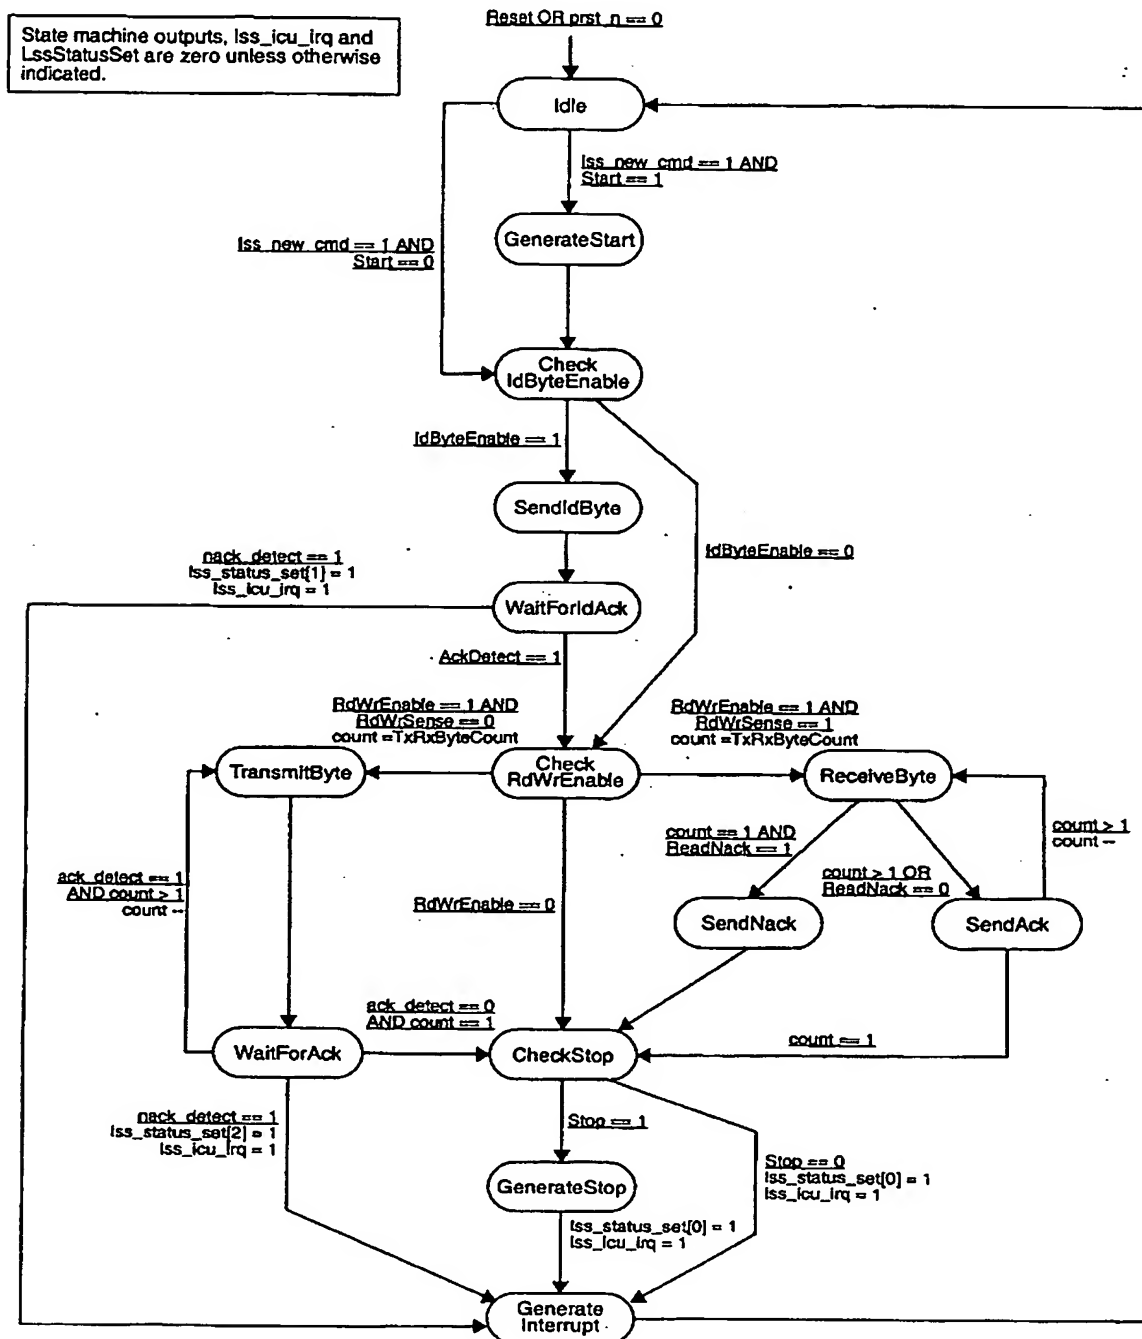 State machine outputs, lss_icu_irq and
LssStatusSet are zero unless otherwise
indicated.
Reset OR prst_n == 0
Idle
lss_new_cmd == 1 AND
Start == 1
GenerateStart
lss_new_cmd == 1 AND
Start == 0
Check
IdByteEnable
IdByteEnable == 1
SendIdByte
IdByteEnable == 0
nack_detect == 1
lss_status_set[1] = 1
lss_icu_irq = 1
WaitForIdAck
AckDetect == 1
RdWrEnable == 1 AND
RdWrSense == 0
count =TxRxByteCount
RdWrEnable == 1 AND
RdWrSense == 1
count =TxRxByteCount
TransmitByte
Check
RdWrEnable
ReceiveByte
count == 1 AND
ReadNack == 1
count > 1
count --
ack_detect == 1
AND count > 1
count --
RdWrEnable == 0
count > 1 OR
ReadNack == 0
SendNack
SendAck
ack_detect == 0
AND count == 1
WaitForAck
CheckStop
count == 1
nack_detect == 1
lss_status_set[2] = 1
lss_icu_irq = 1
Stop == 1
Stop == 0
lss_status_set[0] = 1
lss_icu_irq = 1
GenerateStop
lss_status_set[0] = 1
lss_icu_irq = 1
Generate
Interrupt